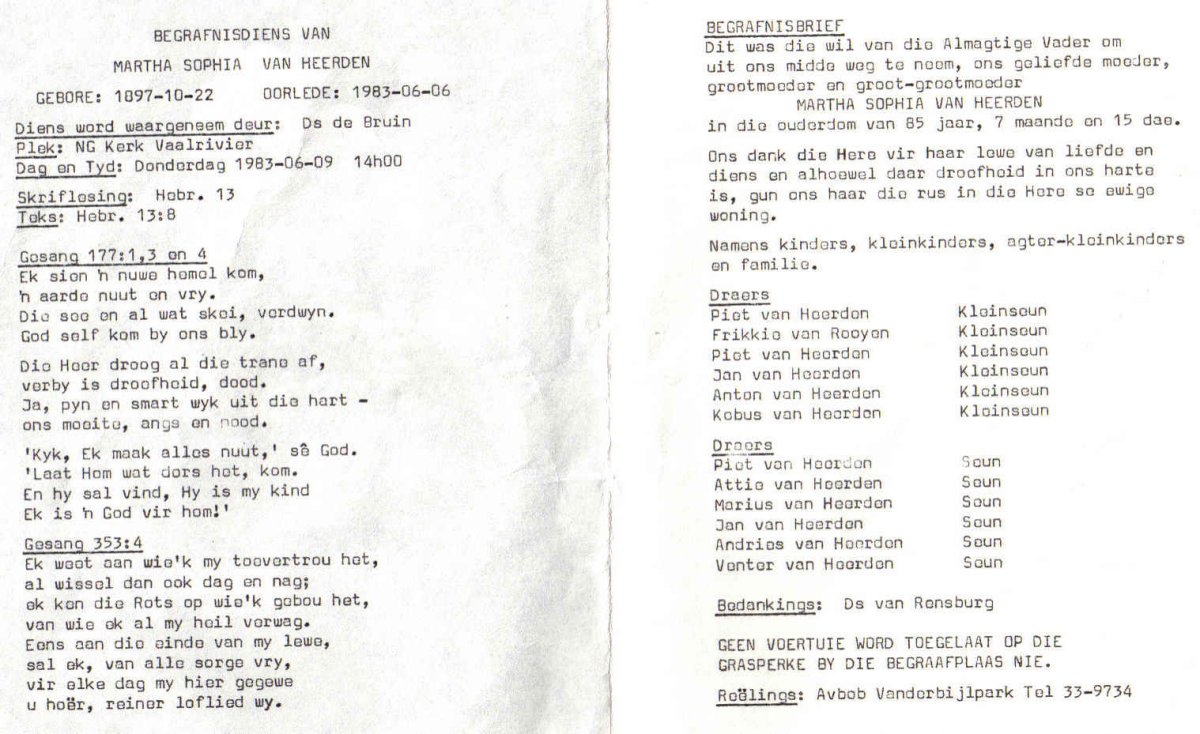 BEGRAFNISDIENS VAN
MARTHA SOPHIA VAN HEERDEN
GEBORE: 1897-10-22 OORLEDE: 1983-06-06
Diens word waargeneem deur: Ds de Bruin
Plek: NG Kerk Vaalrivier
Dag en Tyd: Donderdag 1983-06-09 14h00
Skriflesing: Hebr. 13
Teks: Hebr. 13:8
Gesang 177:1,3 en 4
Ek sien 'n nuwe hemel kom,
'n aarde nuut en vry.
Die see en al wat skei, verdwyn.
God self kom by ons bly.
Die Heer droog al die trane af,
verby is droefheid, dood.
Ja, pyn en smart wyk uit die hart -
ons moeite, angs en nood.
'Kyk, Ek maak alles nuut,' sê God.
'Laat Hom wat dors het, kom.
En hy sal vind, Hy is my kind
Ek is 'n God vir hom!'
Gesang 353:4
Ek weet aan wie'k my toevertrou het,
al wissel dan ook dag en nag;
ek ken die Rots op wie'k gebou het,
van wie ek al my heil verwag.
Eens aan die einde van my lewe,
sal ek, van alle sorge vry,
vir elke dag my hier gegewe
u hoër, reiner loflied wy.
BEGRAFNISBRIEF
Dit was die wil van die Almagtige Vader om
uit ons midde weg te neem, ons geliefde moeder,
grootmoeder en groot-grootmoeder
MARTHA SOPHIA VAN HEERDEN
in die ouderdom van 85 jaar, 7 maande en 15 dae.
Ons dank die Here vir haar lewe van liefde en
diens en alhoewel daar droefheid in ons harte
is, gun ons haar die rus in die Here se ewige
woning.
Namens kinders, kleinkinders, agter-kleinkinders
en familie.
Draers
Piet van Heerden Kleinseun
Frikkie van Rooyen Kleinseun
Piet van Heerden Kleinseun
Jan van Heerden Kleinseun
Anton van Heerden Kleinseun
Kobus van Heerden Kleinseun
Draers
Piet van Heerden Seun
Attie van Heerden Seun
Marius van Heerden Seun
Jan van Heerden Seun
Andries van Heerden Seun
Venter van Heerden Seun
Bedankings: Ds van Rensburg
GEEN VOERTUIE WORD TOEGELAAT OP DIE
GRASPERKE BY DIE BEGRAAFPLAAS NIE.
Reëlings: Avbob Vanderbijlpark Tel 33-9734